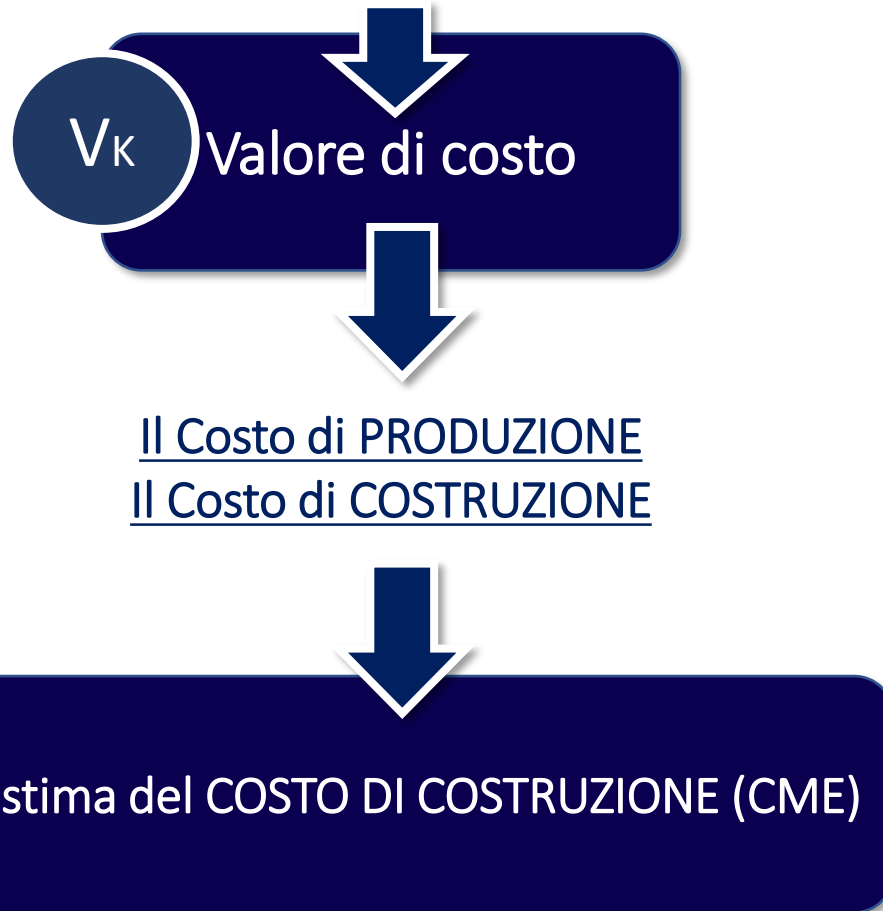 VK
Valore di costo
Il Costo di PRODUZIONE
Il Costo di COSTRUZIONE
stima del COSTO DI COSTRUZIONE (CME)